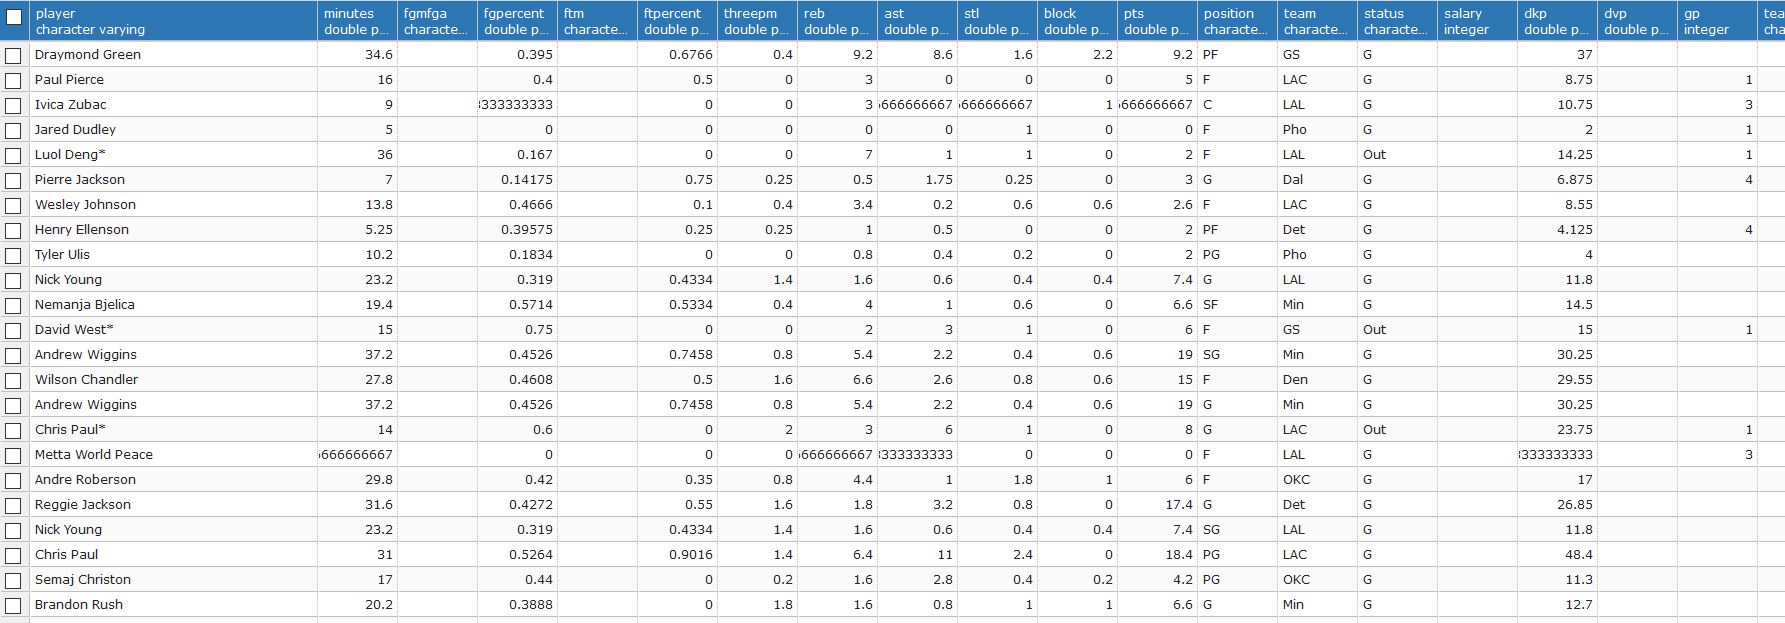 player minutes fgmfga fgpercent ftm ftpercent threepm reb ast stl block pts position team status salary dkp dvp gp tea
character varying double p... characte... double p... characte... double p... double p... double p... double p... double p... double p... double p... characte... characte... characte... integer double p... double p... integer cha
Draymond Green 34.6 0.395 0.6766 0.4 9.2 8.6 1.6 2.2 9.2 PF GS G 37
Paul Pierce 16 0.4 0.5 0 3 0 0 0 5 F LAC G 8.75 1
Ivica Zubac 9 3333333333 0 0 3 6666666667 6666666667 1 6666666667 C LAL G 10.75 3
Jared Dudley 5 0 0 0 0 0 1 0 0 F Pho G 2 1
Luol Deng* 36 0.167 0 0 7 1 1 0 2 F LAL Out 14.25 1
Pierre Jackson 7 0.14175 0.75 0.25 0.5 1.75 0.25 0 3 G Dal G 6.875 4
Wesley Johnson 13.8 0.4666 0.1 0.4 3.4 0.2 0.6 0.6 2.6 F LAC G 8.55
Henry Ellenson 5.25 0.39575 0.25 0.25 1 0.5 0 0 2 PF Det G 4.125 4
Tyler Ulis 10.2 0.1834 0 0 0.8 0.4 0.2 0 2 PG Pho G 4
Nick Young 23.2 0.319 0.4334 1.4 1.6 0.6 0.4 0.4 7.4 G LAL G 11.8
Nemanja Bjelica 19.4 0.5714 0.5334 0.4 4 1 0.6 0 6.6 SF Min G 14.5
David West* 15 0.75 0 0 2 3 1 0 6 F GS Out 15 1
Andrew Wiggins 37.2 0.4526 0.7458 0.8 5.4 2.2 0.4 0.6 19 SG Min G 30.25
Wilson Chandler 27.8 0.4608 0.5 1.6 6.6 2.6 0.8 0.6 15 F Den G 29.55
Andrew Wiggins 37.2 0.4526 0.7458 0.8 5.4 2.2 0.4 0.6 19 G Min G 30.25
Chris Paul* 14 0.6 0 2 3 6 1 0 8 G LAC Out 23.75 1
Metta World Peace 6666666667 0 0 0 6666666667 3333333333 0 0 0 F LAL G 3333333333 3
Andre Roberson 29.8 0.42 0.35 0.8 4.4 1 1.8 1 6 F OKC G 17
Reggie Jackson 31.6 0.4272 0.55 1.6 1.8 3.2 0.8 0 17.4 G Det G 26.85
Nick Young 23.2 0.319 0.4334 1.4 1.6 0.6 0.4 0.4 7.4 SG LAL G 11.8
Chris Paul 31 0.5264 0.9016 1.4 6.4 11 2.4 0 18.4 PG LAC G 48.4
Semaj Christon 17 0.44 0 0.2 1.6 2.8 0.4 0.2 4.2 PG OKC G 11.3
Brandon Rush 20.2 0.3888 0 1.8 1.6 0.8 1 1 6.6 G Min G 12.7